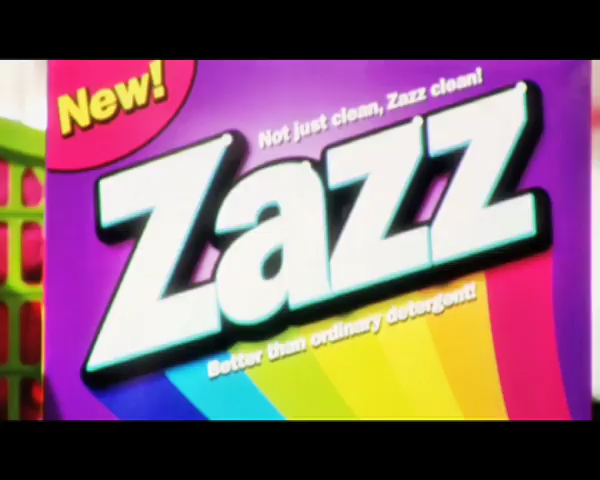 New!
Not just clean, Zazz clean!
Zazz
Better than ordinary detergent!